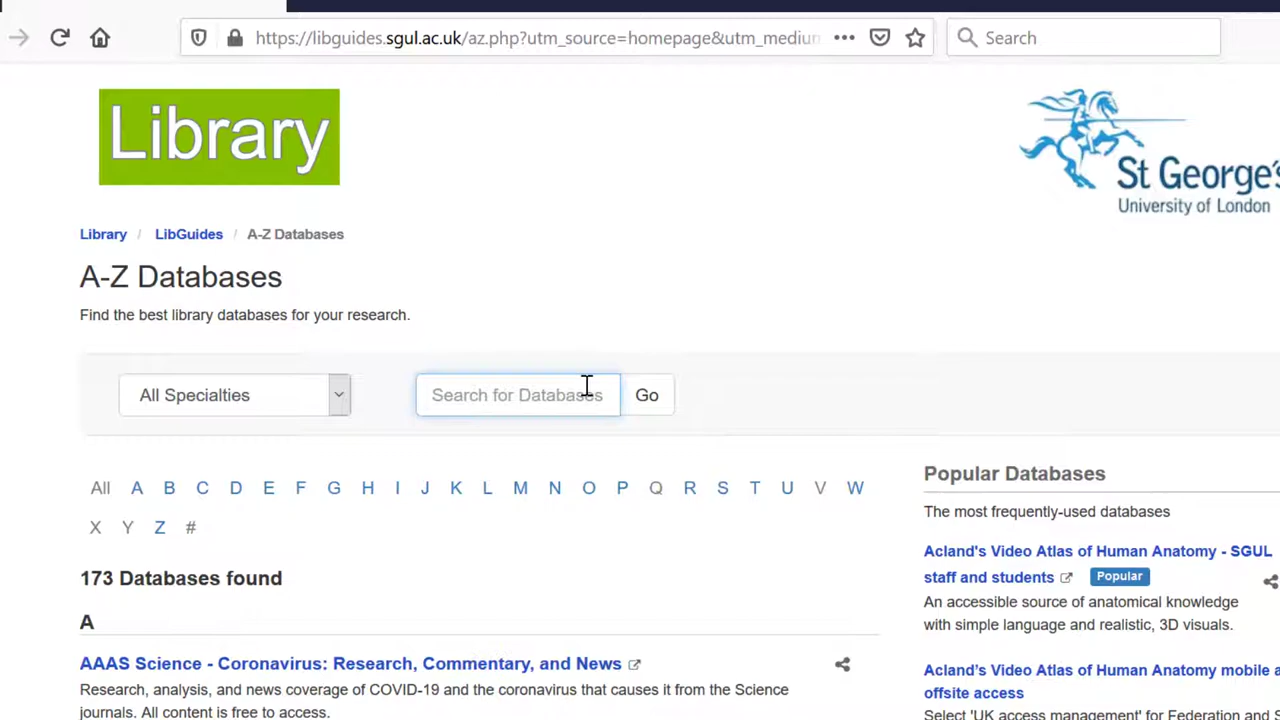 https://libguides.sgul.ac.uk/az.php?utm_source=homepage&utm_medium
Search
Library
St George's
University of London
Library / LibGuides / A-Z Databases
A-Z Databases
Find the best library databases for your research.
All Specialties
Search for Databases
Go
All A B C D E F G H I J K L M N O P Q R S T U V W
X Y Z #
173 Databases found
A
AAAS Science - Coronavirus: Research, Commentary, and News
Research, analysis, and news coverage of COVID-19 and the coronavirus that causes it from the Science
journals. All content is free to access.
Popular Databases
The most frequently-used databases
Acland's Video Atlas of Human Anatomy - SGUL
staff and students Popular
An accessible source of anatomical knowledge
with simple language and realistic, 3D visuals.
Acland's Video Atlas of Human Anatomy mobile a
offsite access
Select 'UK access management' for Federation and S